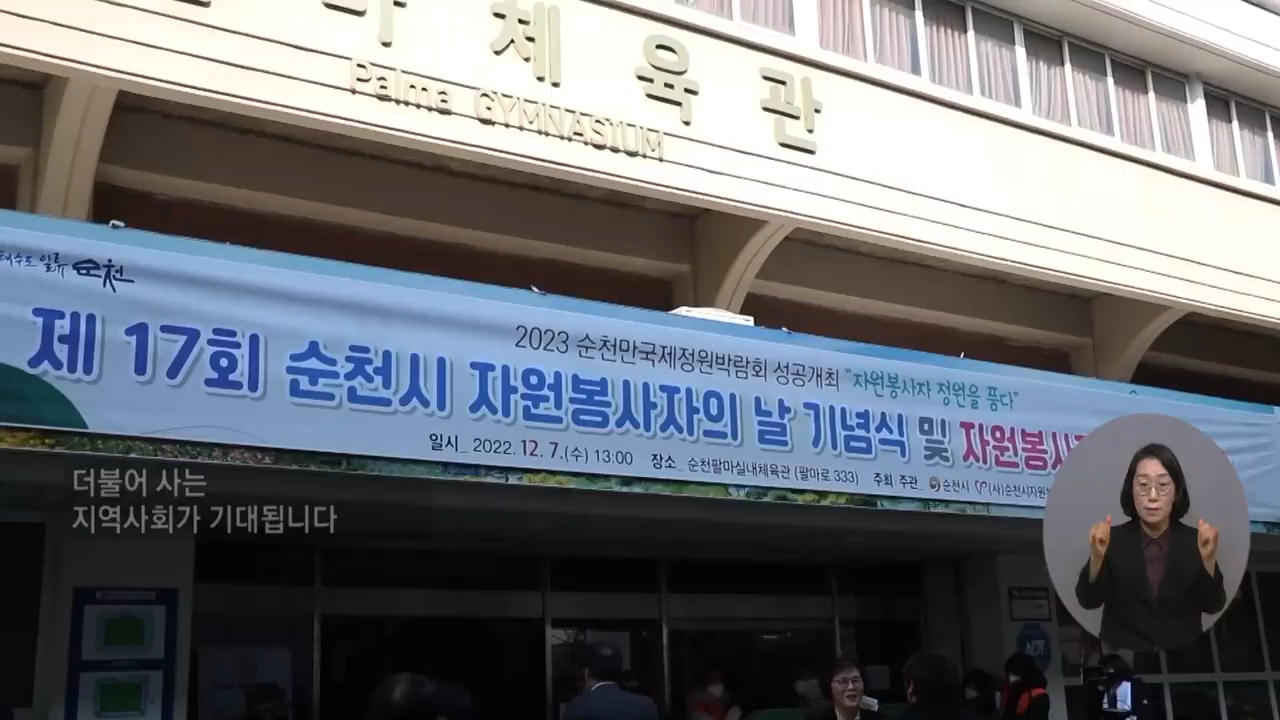 마 체 육 관
Palma GYMNASIUM
일류 순천
2023 순천만국제정원박람회 성공개최 "자원봉사자 정원을 품다"
제 17회 순천시 자원봉사자의 날 기념식 및 자원봉사
일시_ 2022. 12. 7.(수) 13:00 장소_ 순천팔마실내체육관 (팔마로 333) 주최·주관 순천시 (사)순천시자원
더불어 사는
지역사회가 기대됩니다